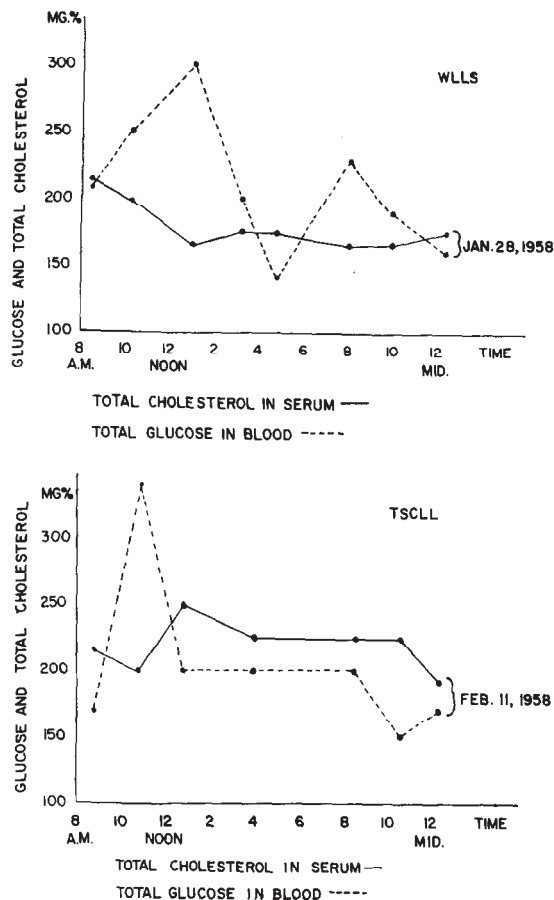 MG.%
300
250
200
150
100
GLUCOSE AND TOTAL CHOLESTEROL
WLLS
JAN. 28, 1958
8 10 12 2 4 6 8 10 12 TIME
A.M. NOON MID.
TOTAL CHOLESTEROL IN SERUM
TOTAL GLUCOSE IN BLOOD
MG%
300
250
200
150
100
GLUCOSE AND TOTAL CHOLESTEROL
TSCLL
FEB. 11, 1958
8 10 12 2 4 6 8 10 12 TIME
A.M. NOON MID.
TOTAL CHOLESTEROL IN SERUM
TOTAL GLUCOSE IN BLOOD